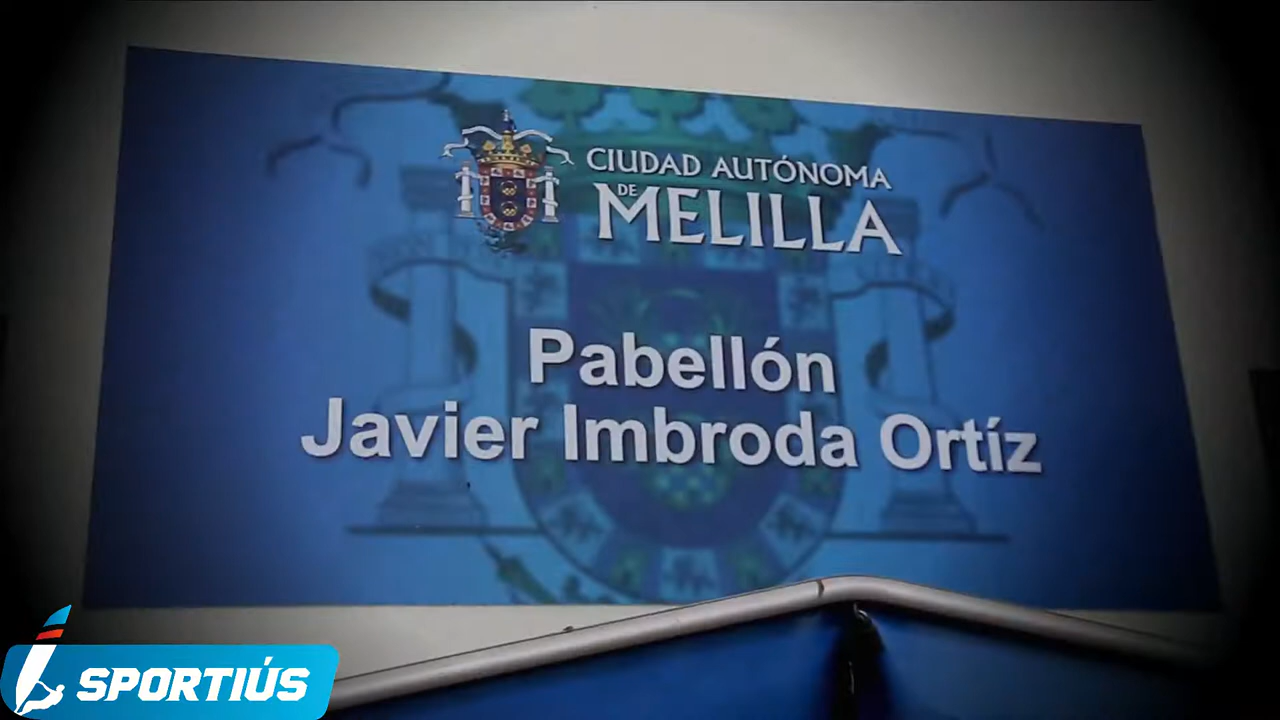 CIUDAD AUTÓNOMA
DE
MELILLA
Pabellón
Javier Imbroda Ortíz
SPORTIÚS